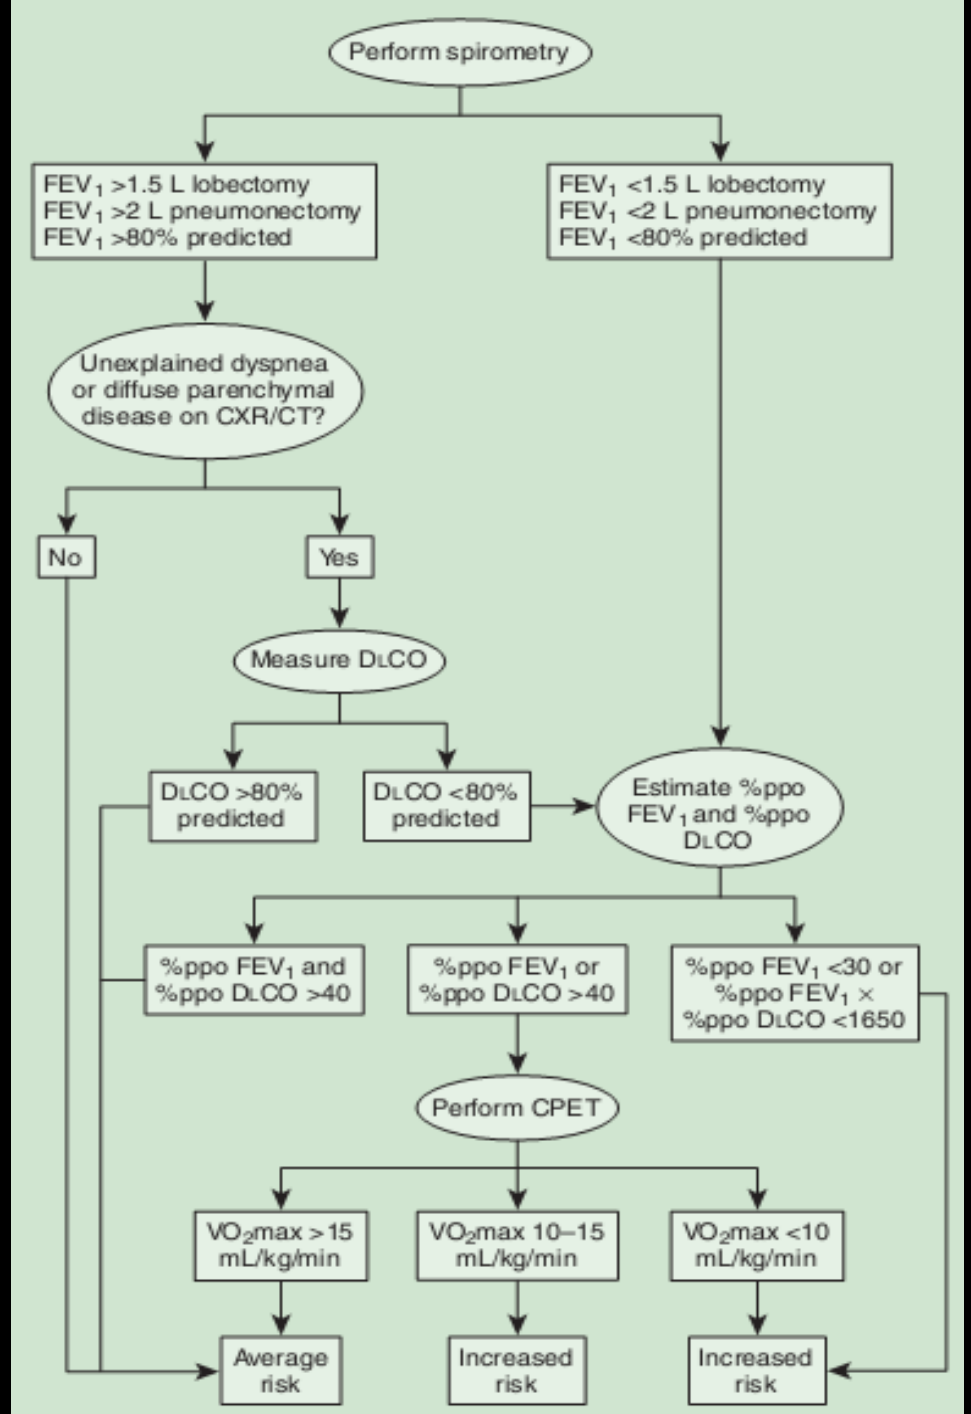 Perform spirometry
FEV₁ >1.5 L lobectomy
FEV₁ >2 L pneumonectomy
FEV₁ >80% predicted
FEV₁ <1.5 L lobectomy
FEV₁ <2 L pneumonectomy
FEV₁ <80% predicted
Unexplained dyspnea
or diffuse parenchymal
disease on CXR/CT?
No
Yes
Measure DLCO
DLCO >80%
predicted
DLCO <80%
predicted
Estimate %ppo
FEV₁ and %ppo
DLCO
%ppo FEV₁ and
%ppo DLCO >40
%ppo FEV₁ or
%ppo DLCO >40
%ppo FEV₁ <30 or
%ppo FEV₁ ×
%ppo DLCO <1650
Perform CPET
VO₂max >15
mL/kg/min
VO₂max 10–15
mL/kg/min
VO₂max <10
mL/kg/min
Average
risk
Increased
risk
Increased
risk